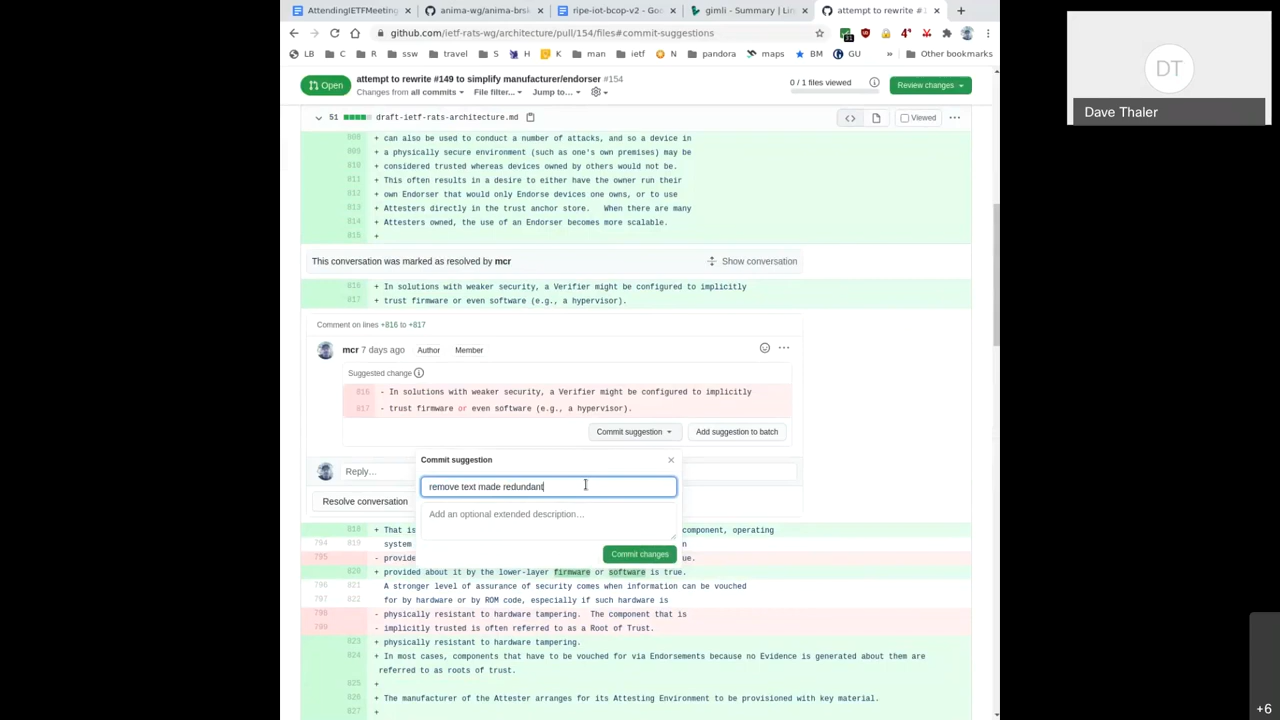 AttendingIETFMeeting
anima-wg/anima-brsk
ripe-iot-bcop-v2 - Goo
gimli - Summary | Lin
attempt to rewrite #1
github.com/ietf-rats-wg/architecture/pull/154/files#commit-suggestions
LB C R ssw travel S H K man ietf N pandora maps BM GU Other bookmarks
Open
attempt to rewrite #149 to simplify manufacturer/endorser #154
Changes from all commits File filter... Jump to...
0 / 1 files viewed
Review changes
51 draft-ietf-rats-architecture.md
Viewed
808 + can also be used to conduct a number of attacks, and so a device in
809 + a physically secure environment (such as one's own premises) may be
810 + considered trusted whereas devices owned by others would not be.
811 + This often results in a desire to either have the owner run their
812 + own Endorser that would only Endorse devices one owns, or to use
813 + Attesters directly in the trust anchor store. When there are many
814 + Attesters owned, the use of an Endorser becomes more scalable.
815 +
This conversation was marked as resolved by mcr
Show conversation
816 + In solutions with weaker security, a Verifier might be configured to implicitly
817 + trust firmware or even software (e.g., a hypervisor).
Comment on lines +816 to +817
mcr 7 days ago Author Member
Suggested change
816 - In solutions with weaker security, a Verifier might be configured to implicitly
817 - trust firmware or even software (e.g., a hypervisor).
Commit suggestion
Add suggestion to batch
Commit suggestion
Reply…
remove text made redundant
Resolve conversation
Add an optional extended description…
Commit changes
818 + That is component, operating
794 819 system
795 - provide ue.
820 + provided about it by the lower-layer firmware or software is true.
796 821 A stronger level of assurance of security comes when information can be vouched
797 822 for by hardware or by ROM code, especially if such hardware is
798 - physically resistant to hardware tampering. The component that is
799 - implicitly trusted is often referred to as a Root of Trust.
823 + physically resistant to hardware tampering.
824 + In most cases, components that have to be vouched for via Endorsements because no Evidence is generated about them are
referred to as roots of trust.
825 +
826 + The manufacturer of the Attester arranges for its Attesting Environment to be provisioned with key material.
827 +
DT
Dave Thaler
+6